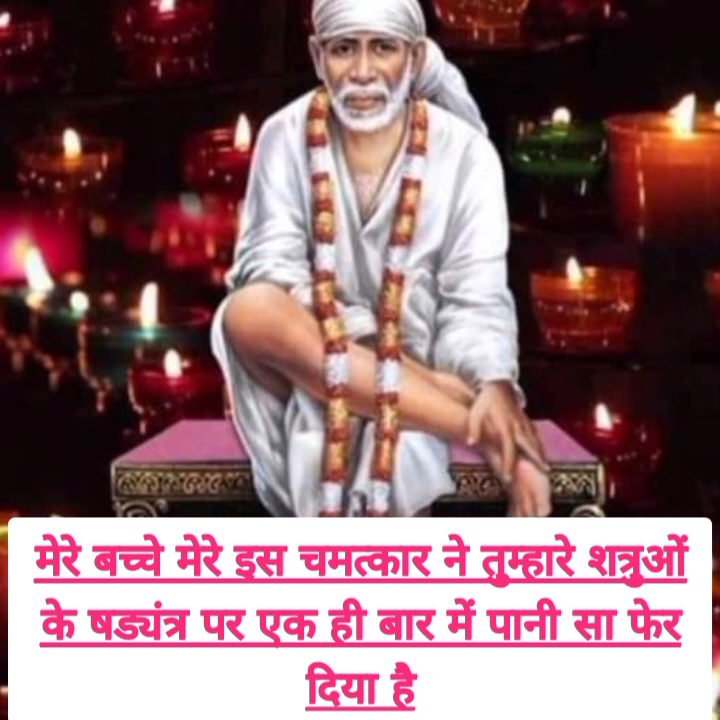 मेरे बच्चे मेरे इस चमत्कार ने तुम्हारे शत्रुओं
के षड्यंत्र पर एक ही बार में पानी सा फेर
दिया है